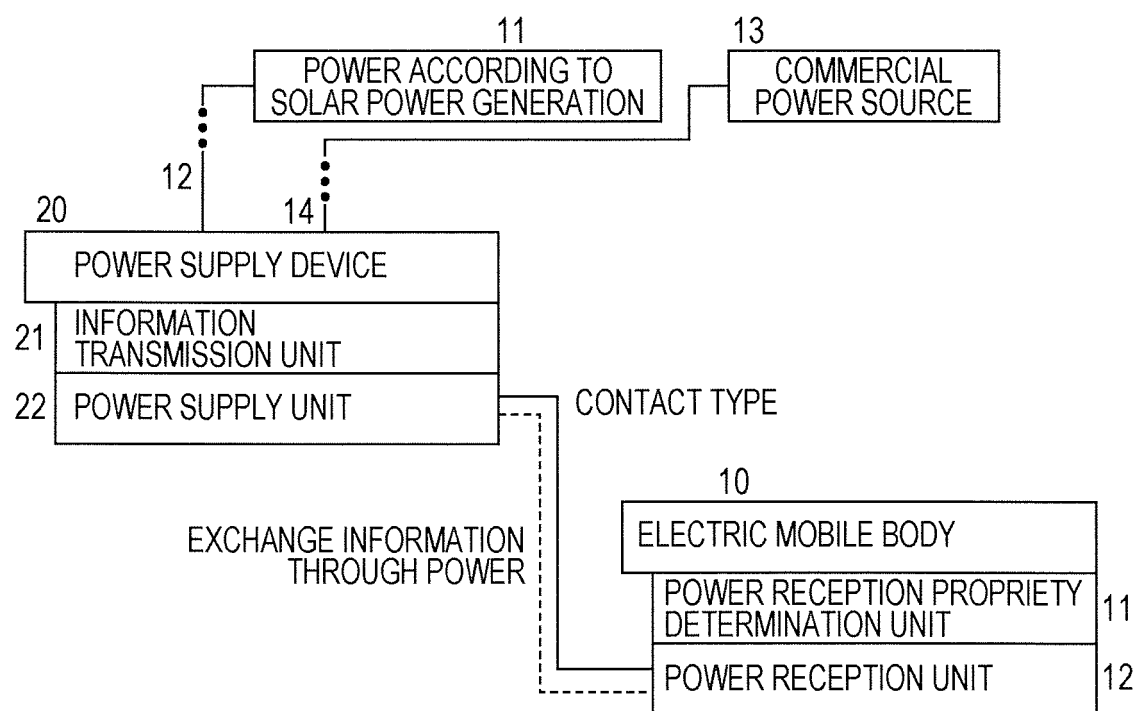 11
13
POWER ACCORDING TO
SOLAR POWER GENERATION
COMMERCIAL
POWER SOURCE
12
14
20
POWER SUPPLY DEVICE
21
INFORMATION
TRANSMISSION UNIT
22
POWER SUPPLY UNIT
CONTACT TYPE
10
ELECTRIC MOBILE BODY
EXCHANGE INFORMATION
THROUGH POWER
POWER RECEPTION PROPRIETY
DETERMINATION UNIT
11
POWER RECEPTION UNIT
12